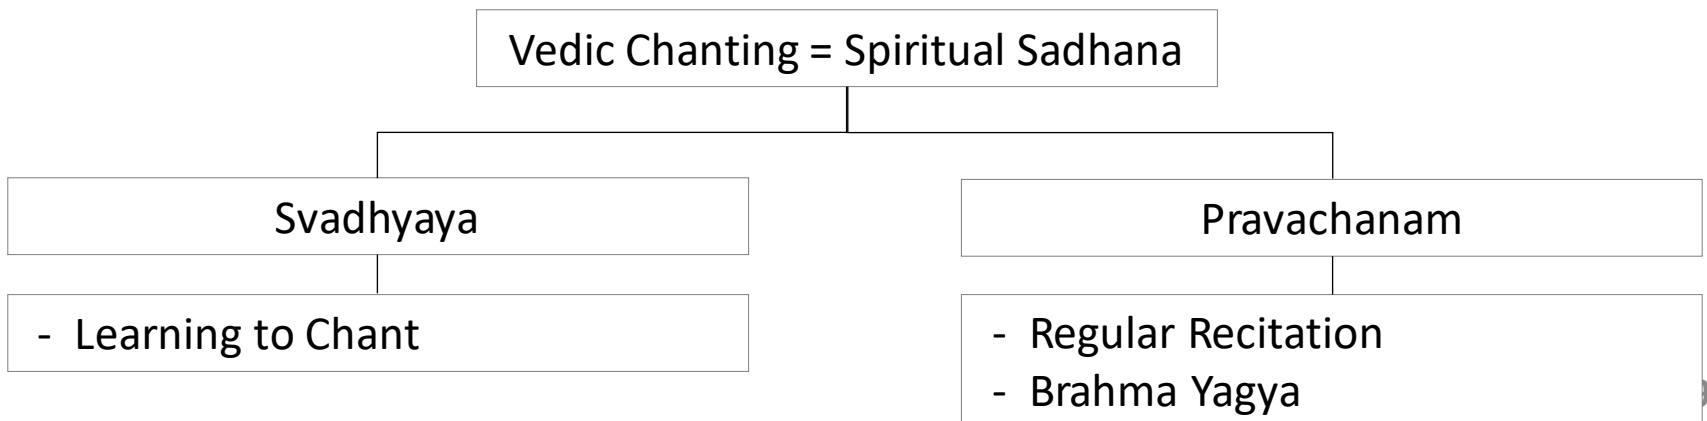 Vedic Chanting = Spiritual Sadhana
Svadhyaya
Pravachanam
- Learning to Chant
- Regular Recitation
- Brahma Yagya